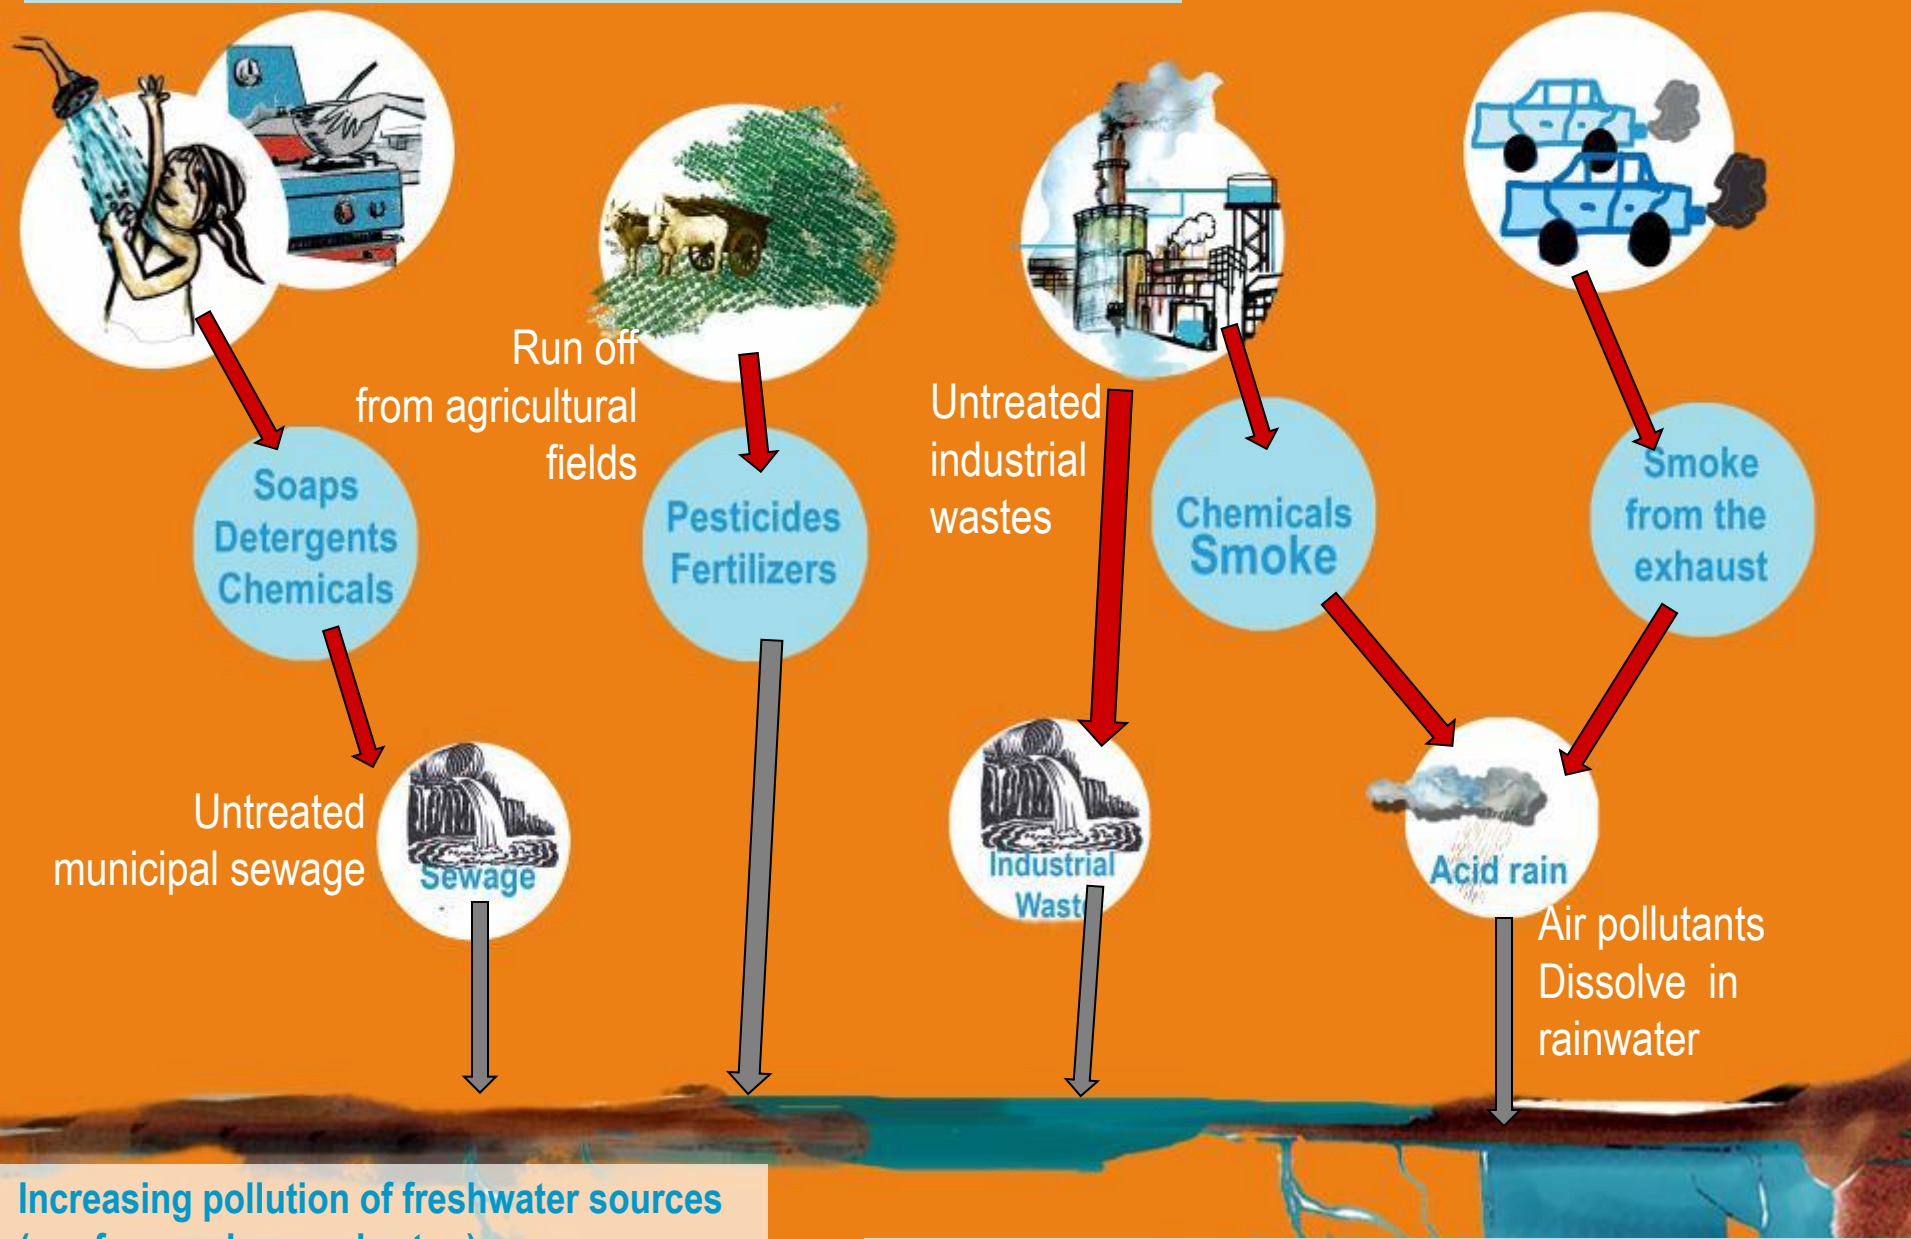 Run off
from agricultural
fields
Untreated
industrial
wastes
Soaps
Detergents
Chemicals
Pesticides
Fertilizers
Chemicals
Smoke
Smoke
from the
exhaust
Untreated
municipal sewage
Sewage
Industrial
Waste
Acid rain
Air pollutants
Dissolve in
rainwater
Increasing pollution of freshwater sources